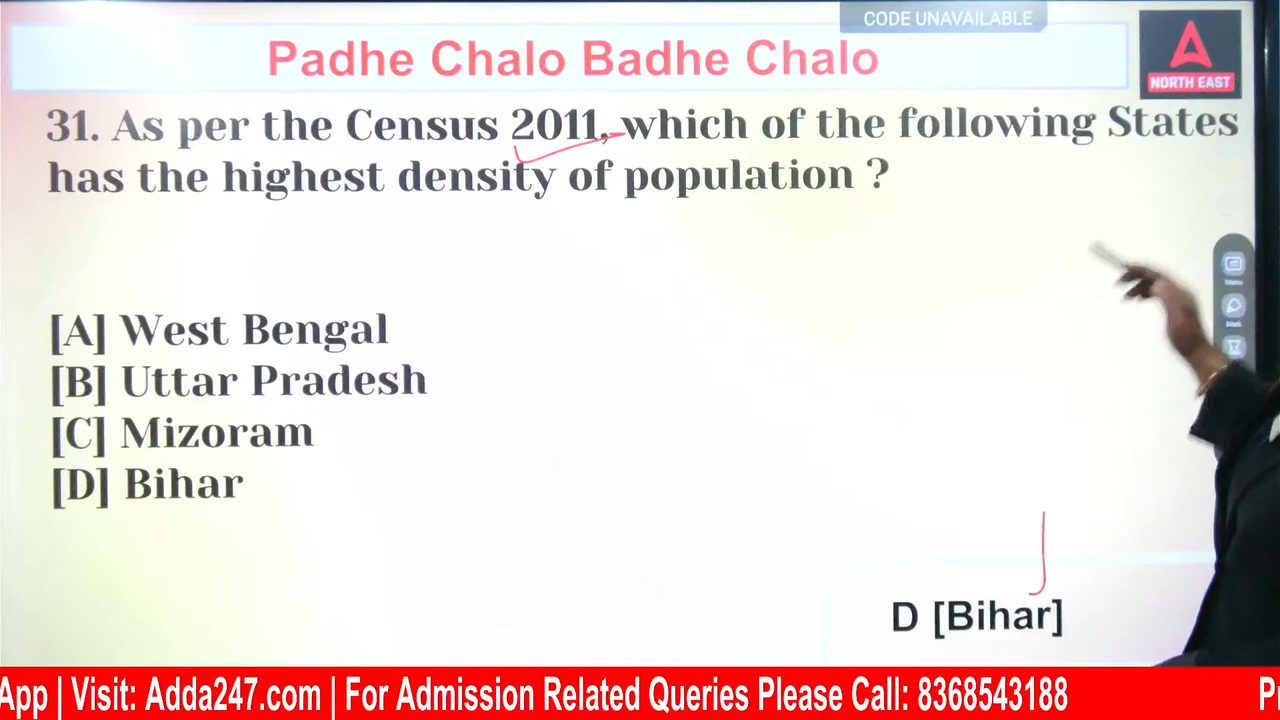 CODE UNAVAILABLE
Padhe Chalo Badhe Chalo
NORTH EAST
31. As per the Census 2011, which of the following States
has the highest density of population ?
[A] West Bengal
[B] Uttar Pradesh
[C] Mizoram
[D] Bihar
Menu
Mark
D [Bihar]
App | Visit: Adda247.com | For Admission Related Queries Please Call: 8368543188